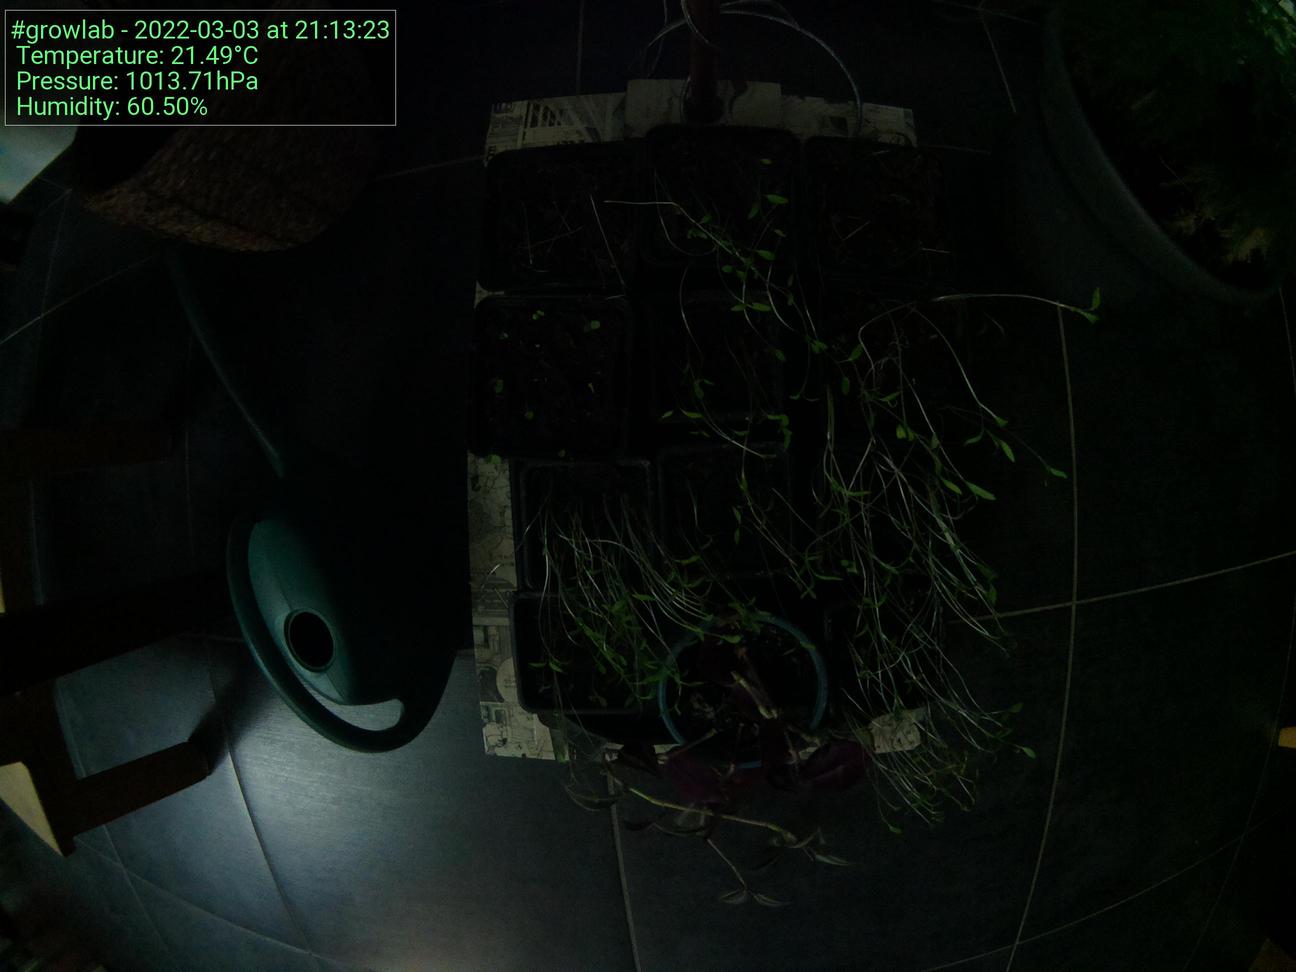 #growlab - 2022-03-03 at 21:13:23
Temperature: 21.49°C
Pressure: 1013.71hPa
Humidity: 60.50%